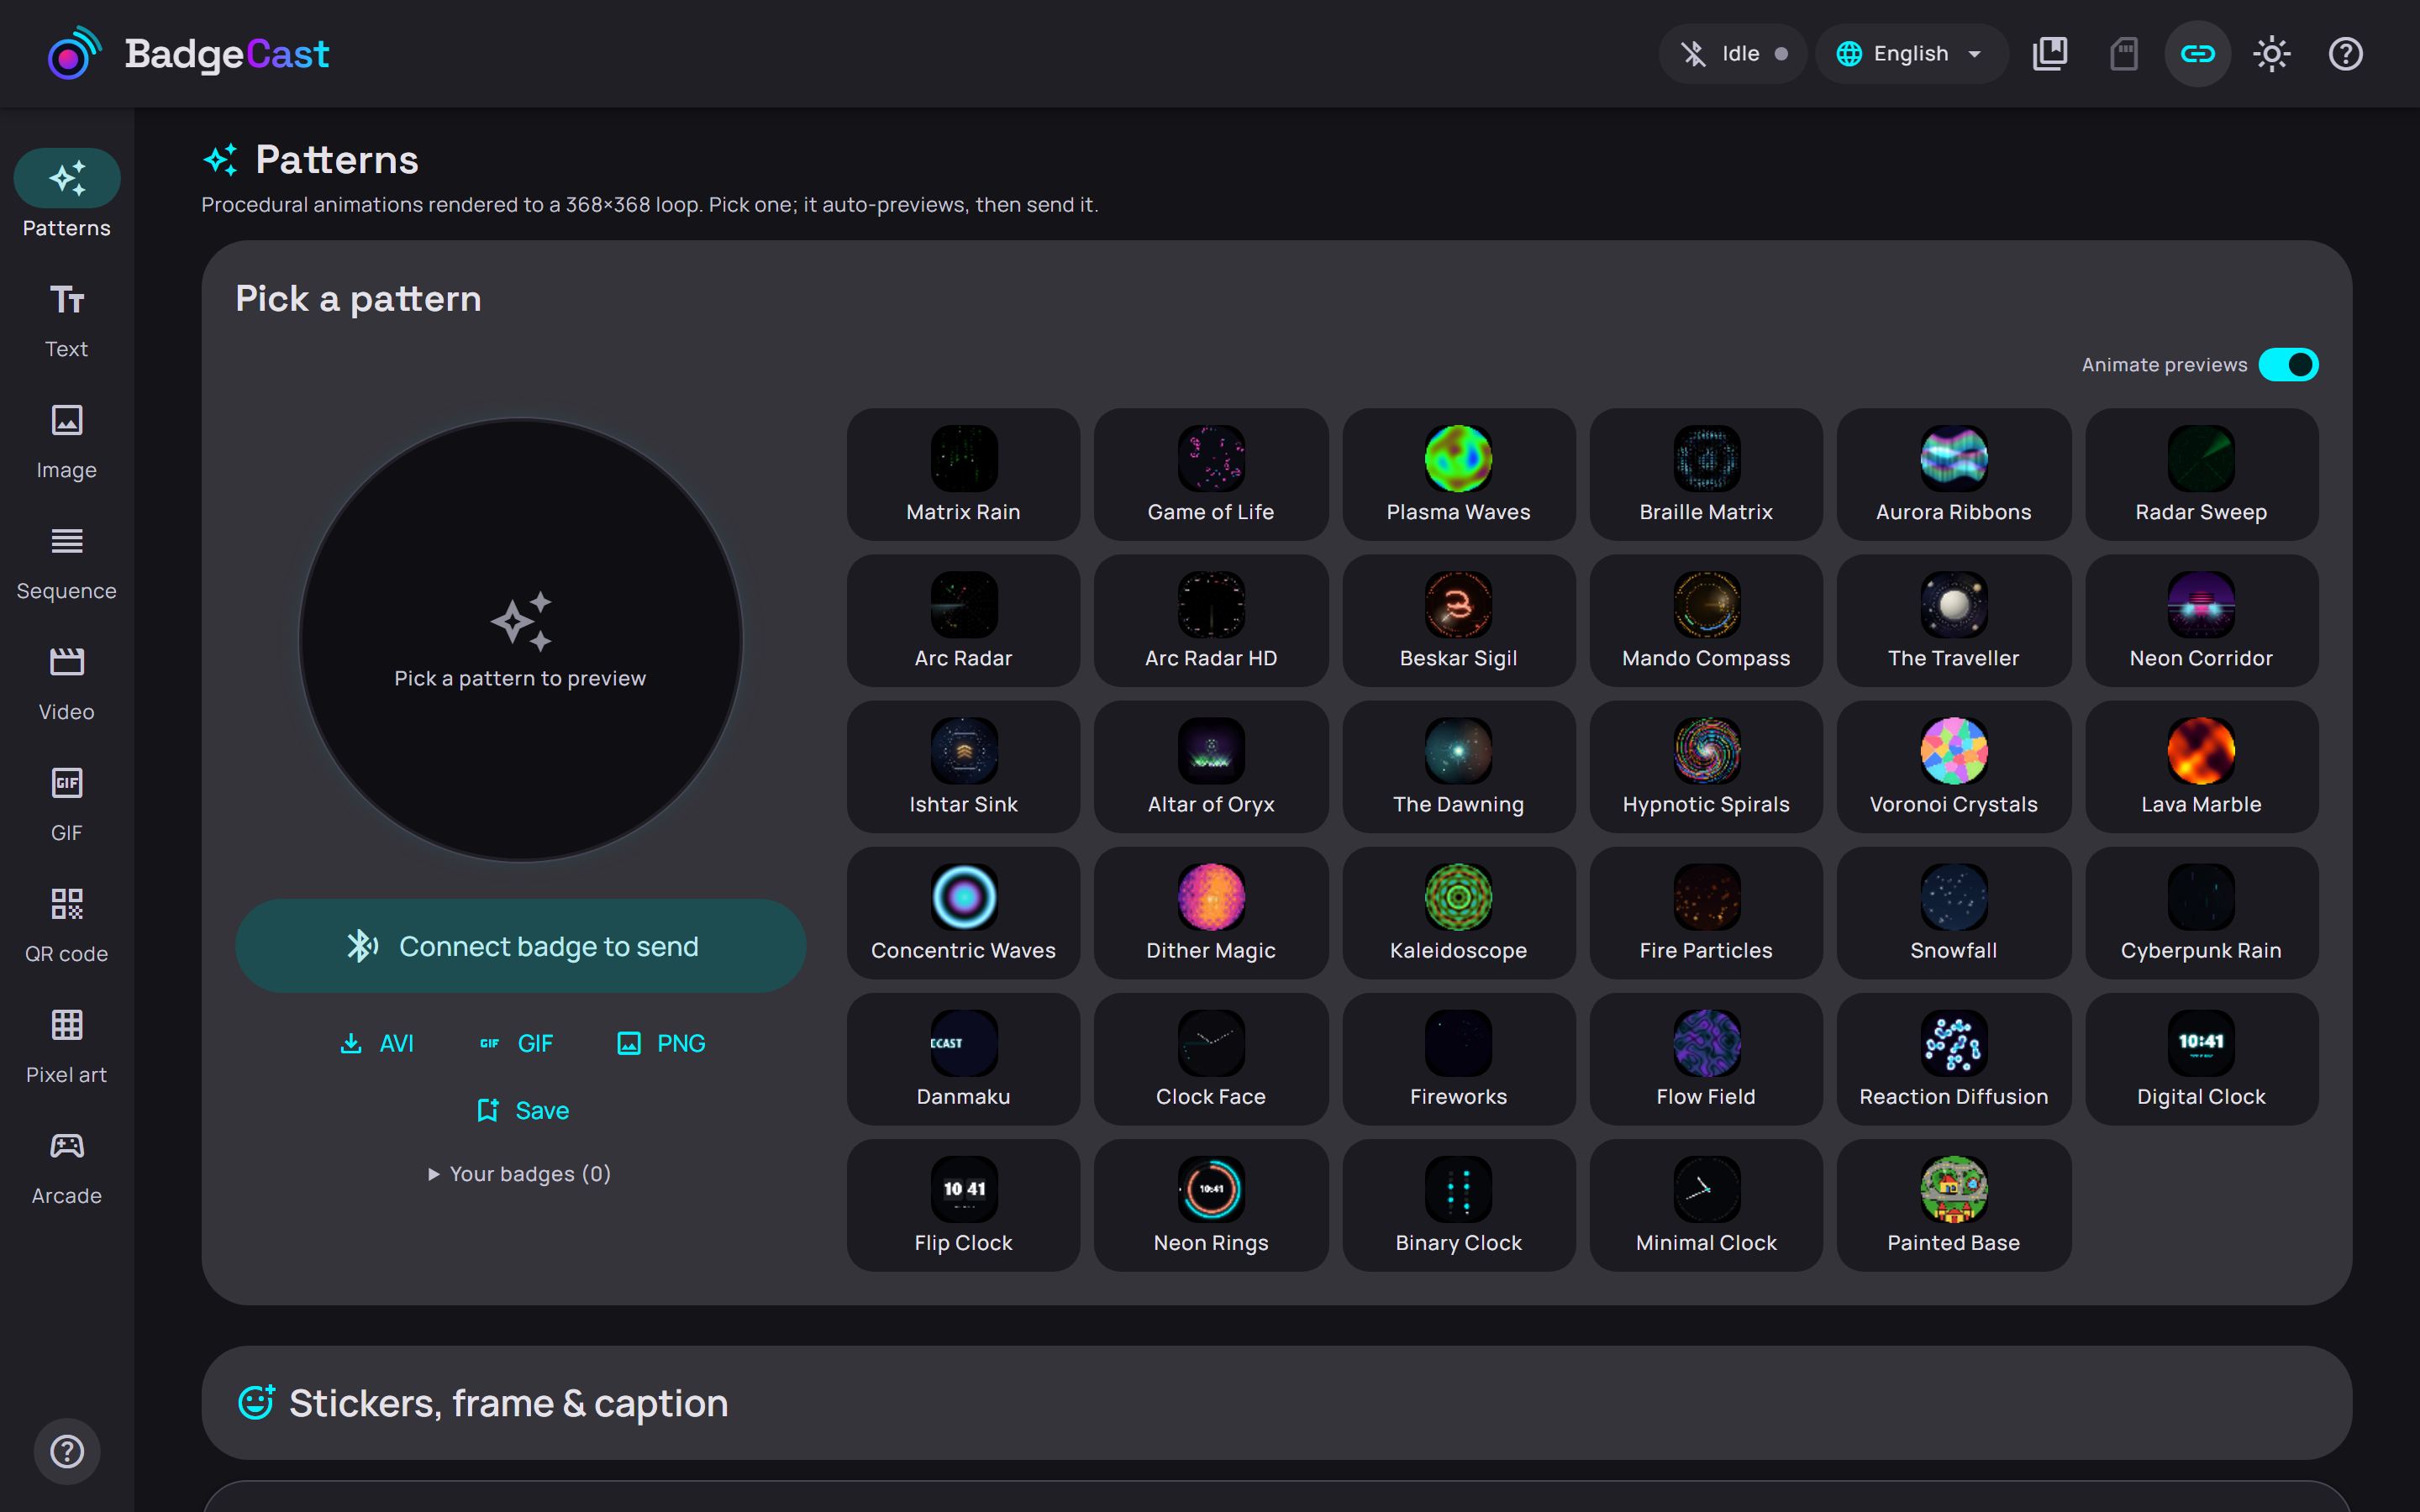 BadgeCast
Idle
English
Patterns
Text
Image
Sequence
Video
GIF
GIF
QR code
Pixel art
Arcade
Patterns
Procedural animations rendered to a 368×368 loop. Pick one; it auto-previews, then send it.
Pick a pattern
Animate previews
Pick a pattern to preview
Connect badge to send
AVI
GIF GIF
PNG
Save
Your badges (0)
Matrix Rain
Game of Life
Plasma Waves
Braille Matrix
Aurora Ribbons
Radar Sweep
Arc Radar
Arc Radar HD
Beskar Sigil
Mando Compass
The Traveller
Neon Corridor
Ishtar Sink
Altar of Oryx
The Dawning
Hypnotic Spirals
Voronoi Crystals
Lava Marble
Concentric Waves
Dither Magic
Kaleidoscope
Fire Particles
Snowfall
Cyberpunk Rain
CAST
Danmaku
Clock Face
Fireworks
Flow Field
Reaction Diffusion
10:41
Digital Clock
10 41
Flip Clock
10:41
Neon Rings
Binary Clock
Minimal Clock
Painted Base
Stickers, frame & caption